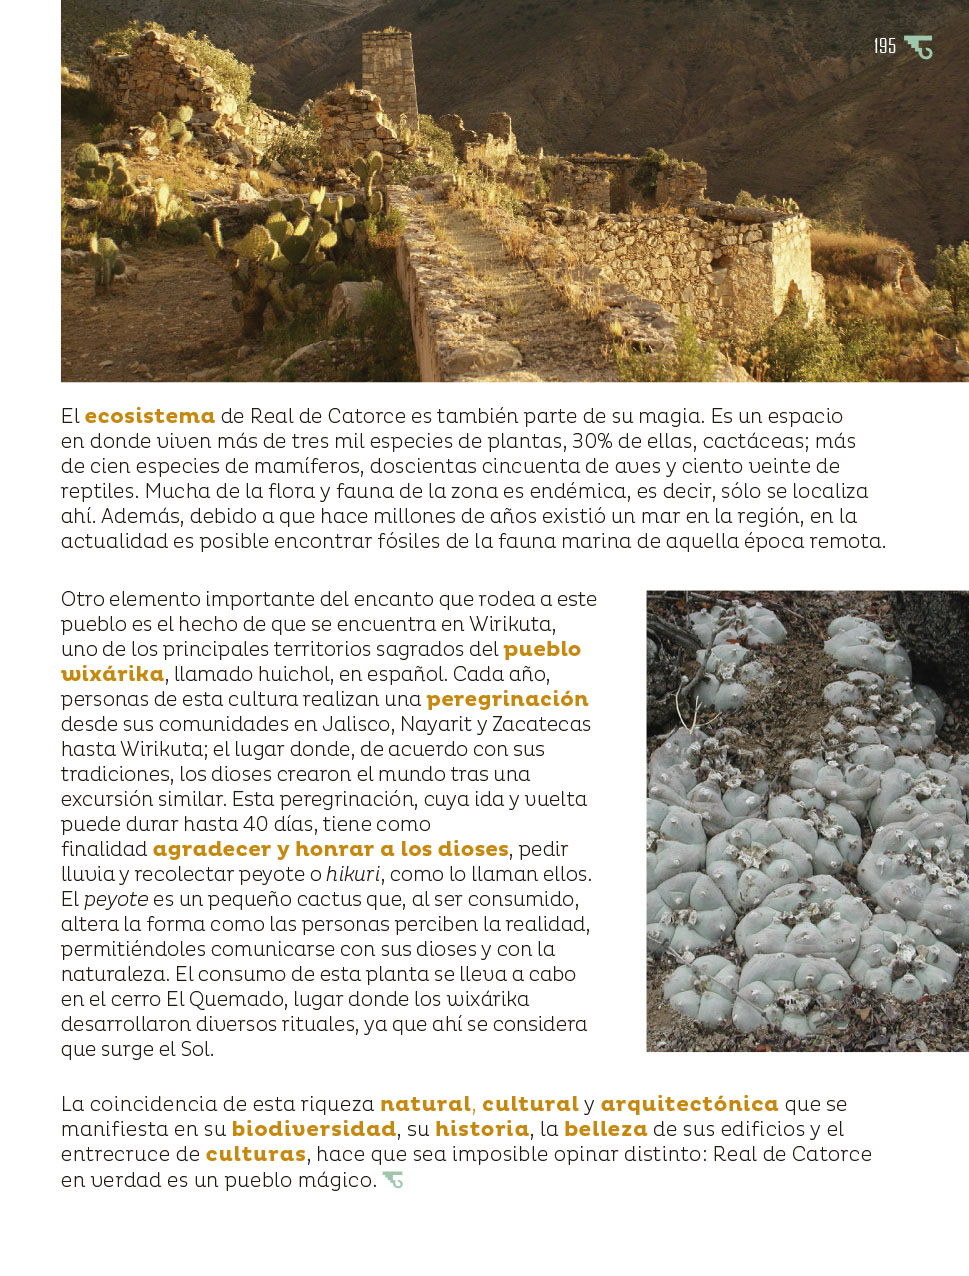 195
El ecosistema de Real de Catorce es también parte de su magia. Es un espacio
en donde viven más de tres mil especies de plantas, 30% de ellas, cactáceas; más
de cien especies de mamíferos, doscientas cincuenta de aves y ciento veinte de
reptiles. Mucha de la flora y fauna de la zona es endémica, es decir, sólo se localiza
ahí. Además, debido a que hace millones de años existió un mar en la región, en la
actualidad es posible encontrar fósiles de la fauna marina de aquella época remota.
Otro elemento importante del encanto que rodea a este
pueblo es el hecho de que se encuentra en Wirikuta,
uno de los principales territorios sagrados del pueblo
wixárika, llamado huichol, en español. Cada año,
personas de esta cultura realizan una peregrinación
desde sus comunidades en Jalisco, Nayarit y Zacatecas
hasta Wirikuta; el lugar donde, de acuerdo con sus
tradiciones, los dioses crearon el mundo tras una
excursión similar. Esta peregrinación, cuya ida y vuelta
puede durar hasta 40 días, tiene como
finalidad agradecer y honrar a los dioses, pedir
lluvia y recolectar peyote o hikuri, como lo llaman ellos.
El peyote es un pequeño cactus que, al ser consumido,
altera la forma como las personas perciben la realidad,
permitiéndoles comunicarse con sus dioses y con la
naturaleza. El consumo de esta planta se lleva a cabo
en el cerro El Quemado, lugar donde los wixárika
desarrollaron diversos rituales, ya que ahí se considera
que surge el Sol.
La coincidencia de esta riqueza natural, cultural y arquitectónica que se
manifiesta en su biodiversidad, su historia, la belleza de sus edificios y el
entrecruce de culturas, hace que sea imposible opinar distinto: Real de Catorce
en verdad es un pueblo mágico.